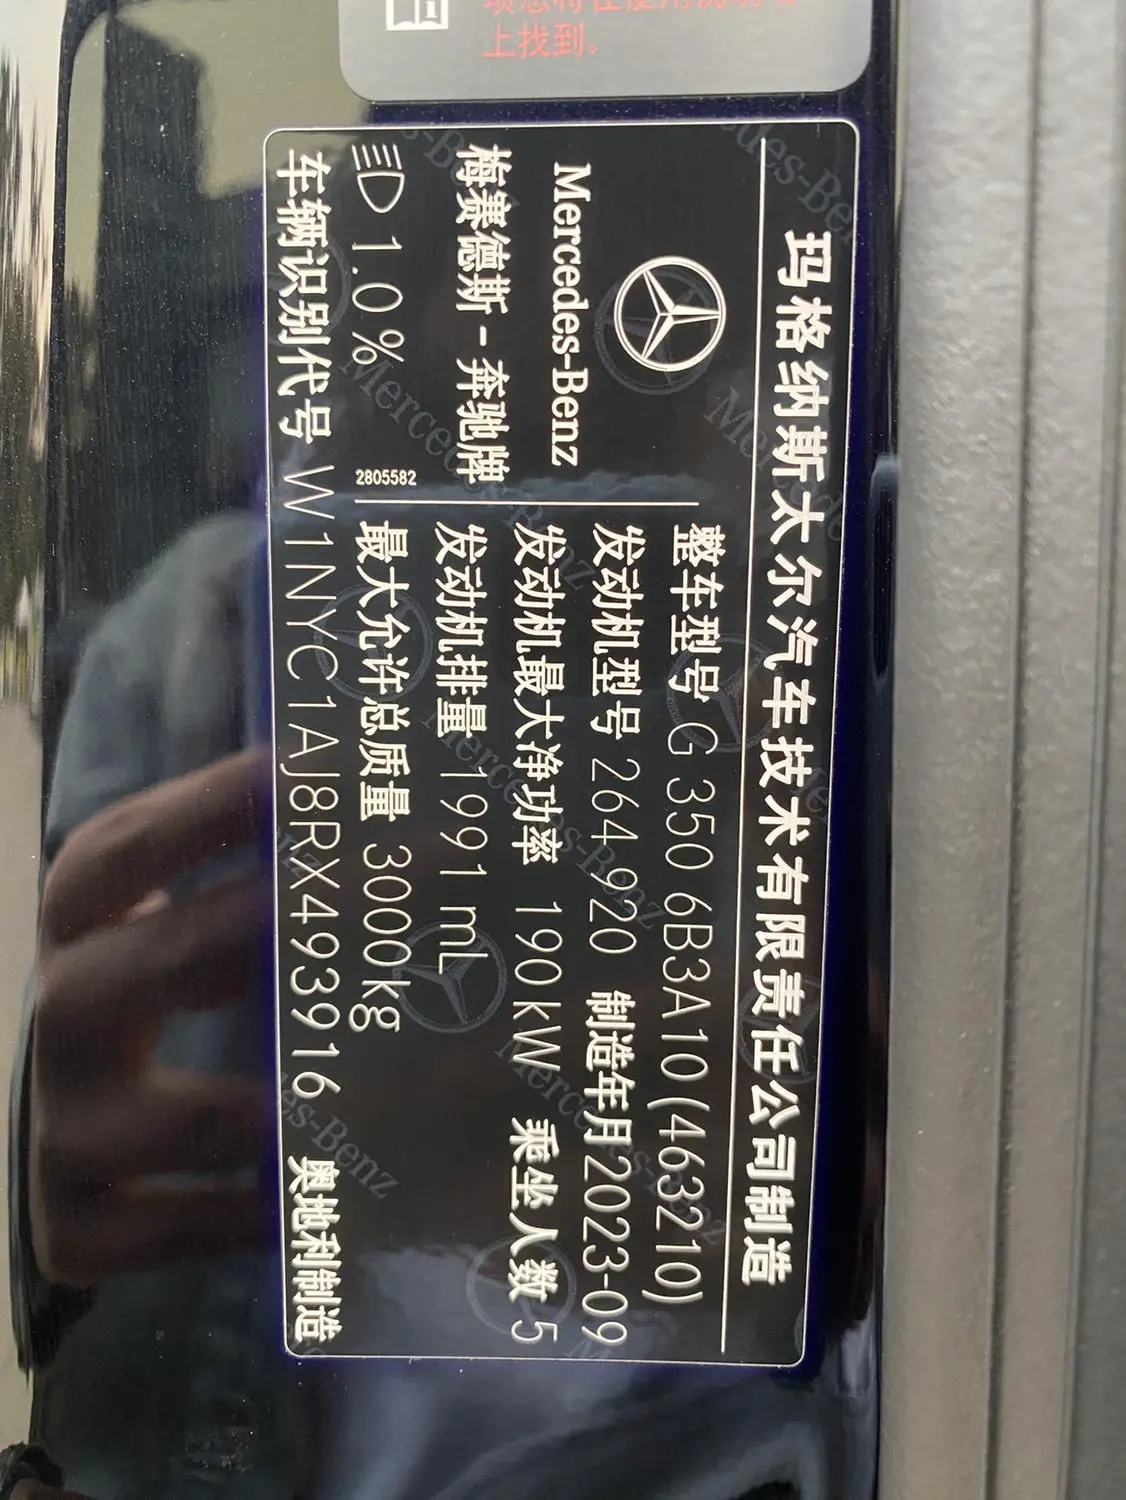 上找到。
玛格纳斯太尔汽车技术有限责任公司制造
Mercedes-Benz
梅赛德斯-奔驰牌
1.0%
2805582
整车型号 G 350 6B3A10(463210)
发动机型号 264 920 制造年月 2023-09
发动机最大净功率 190 kW 乘坐人数 5
发动机排量 1991 mL
最大允许总质量 3000kg
车辆识别代号 W1NYC1AJ8RX493916 奥地利制造